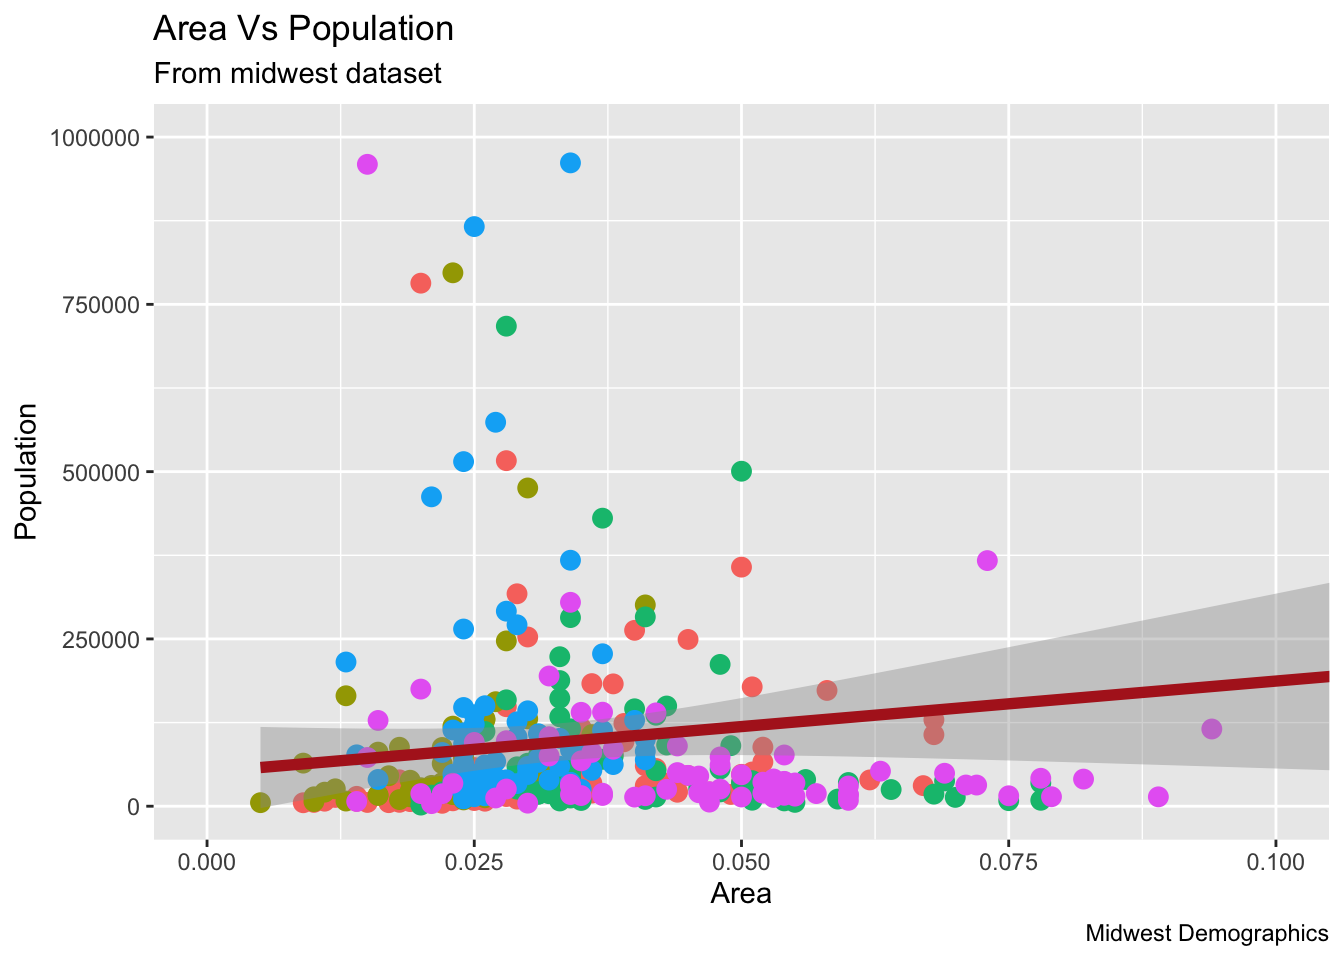 Area Vs Population
From midwest dataset
1000000
750000
500000
250000
0
Population
0.000
0.025
0.050
0.075
0.100
Area
Midwest Demographics